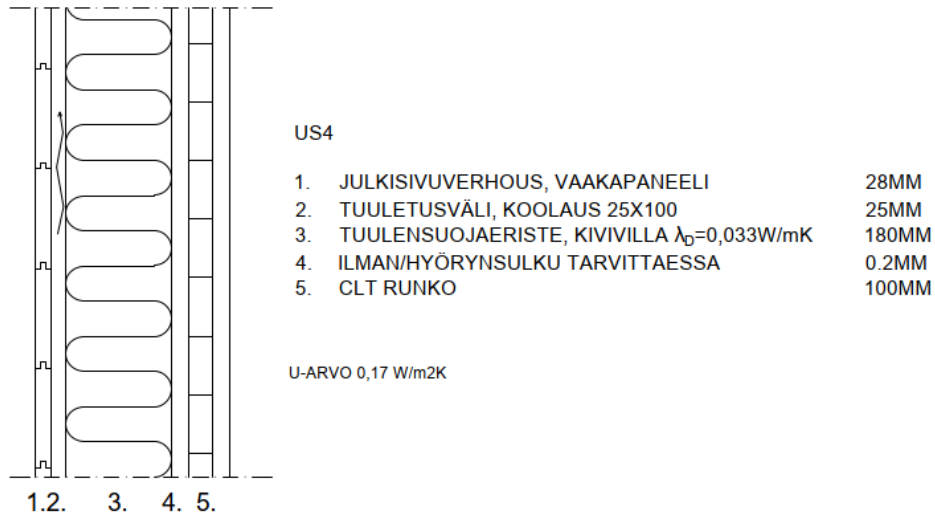 US4
1. JULKISIVUVERHOUS, VAAKAPANEELI 28MM
2. TUULETUSVÄLI, KOOLAUS 25X100 25MM
3. TUULENSUOJAERISTE, KIVIVILLA λD=0,033W/mK 180MM
4. ILMAN/HYÖRYNSULKU TARVITTAESSA 0.2MM
5. CLT RUNKO 100MM
U-ARVO 0,17 W/m2K
1.2. 3. 4. 5.